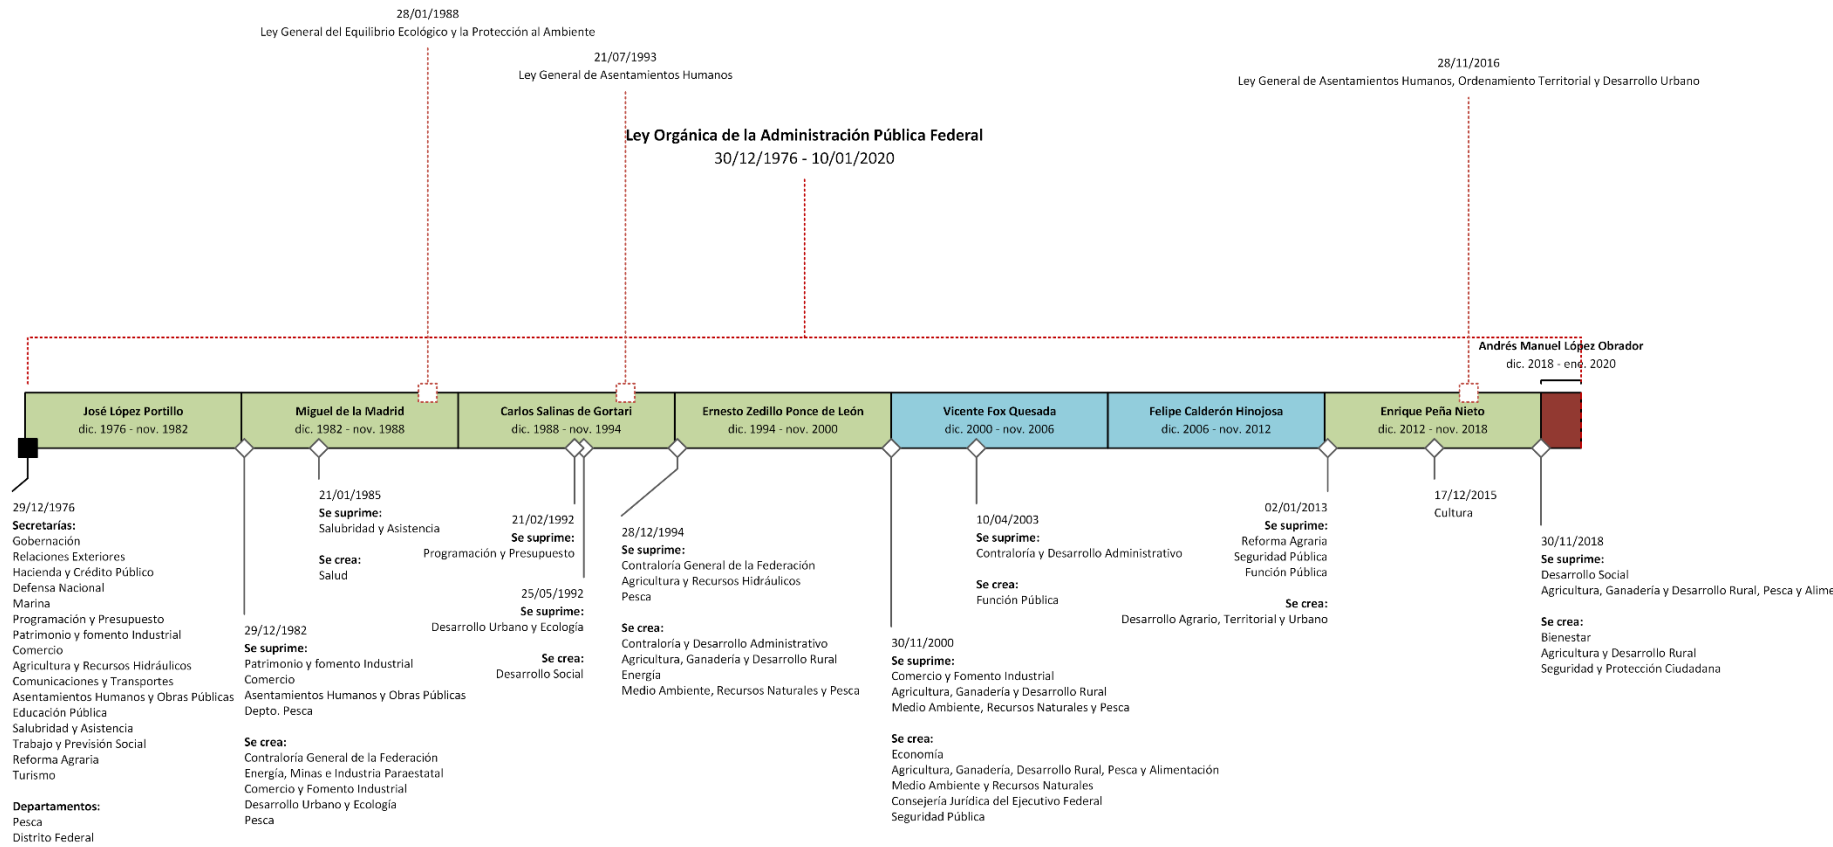 28/01/1988
Ley General del Equilibrio Ecológico y la Protección al Ambiente
21/07/1993
Ley General de Asentamientos Humanos
28/11/2016
Ley General de Asentamientos Humanos, Ordenamiento Territorial y Desarrollo Urbano
Ley Orgánica de la Administración Pública Federal
30/12/1976 - 10/01/2020
Andrés Manuel López Obrador
dic. 2018 - ene. 2020
José López Portillo
dic. 1976 - nov. 1982
Miguel de la Madrid
dic. 1982 - nov. 1988
Carlos Salinas de Gortari
dic. 1988 - nov. 1994
Ernesto Zedillo Ponce de León
dic. 1994 - nov. 2000
Vicente Fox Quesada
dic. 2000 - nov. 2006
Felipe Calderón Hinojosa
dic. 2006 - nov. 2012
Enrique Peña Nieto
dic. 2012 - nov. 2018
29/12/1976
Secretarías:
Gobernación
Relaciones Exteriores
Hacienda y Crédito Público
Defensa Nacional
Marina
Programación y Presupuesto
Patrimonio y fomento Industrial
Comercio
Agricultura y Recursos Hidráulicos
Comunicaciones y Transportes
Asentamientos Humanos y Obras Públicas
Educación Pública
Salubridad y Asistencia
Trabajo y Previsión Social
Reforma Agraria
Turismo
Departamentos:
Pesca
Distrito Federal
29/12/1982
Se suprime:
Patrimonio y fomento Industrial
Comercio
Asentamientos Humanos y Obras Públicas
Depto. Pesca
Se crea:
Contraloría General de la Federación
Energía, Minas e Industria Paraestatal
Comercio y Fomento Industrial
Desarrollo Urbano y Ecología
Pesca
21/01/1985
Se suprime:
Salubridad y Asistencia
Se crea:
Salud
21/02/1992
Se suprime:
Programación y Presupuesto
25/05/1992
Se suprime:
Desarrollo Urbano y Ecología
Se crea:
Desarrollo Social
28/12/1994
Se suprime:
Contraloría General de la Federación
Agricultura y Recursos Hidráulicos
Pesca
Se crea:
Contraloría y Desarrollo Administrativo
Agricultura, Ganadería y Desarrollo Rural
Energía
Medio Ambiente, Recursos Naturales y Pesca
30/11/2000
Se suprime:
Comercio y Fomento Industrial
Agricultura, Ganadería y Desarrollo Rural
Medio Ambiente, Recursos Naturales y Pesca
Se crea:
Economía
Agricultura, Ganadería, Desarrollo Rural, Pesca y Alimentación
Medio Ambiente y Recursos Naturales
Consejería Jurídica del Ejecutivo Federal
Seguridad Pública
10/04/2003
Se suprime:
Contraloría y Desarrollo Administrativo
Se crea:
Función Pública
02/01/2013
Se suprime:
Reforma Agraria
Seguridad Pública
Función Pública
Se crea:
Desarrollo Agrario, Territorial y Urbano
17/12/2015
Cultura
30/11/2018
Se suprime:
Desarrollo Social
Agricultura, Ganadería y Desarrollo Rural, Pesca y Alime
Se crea:
Bienestar
Agricultura y Desarrollo Rural
Seguridad y Protección Ciudadana